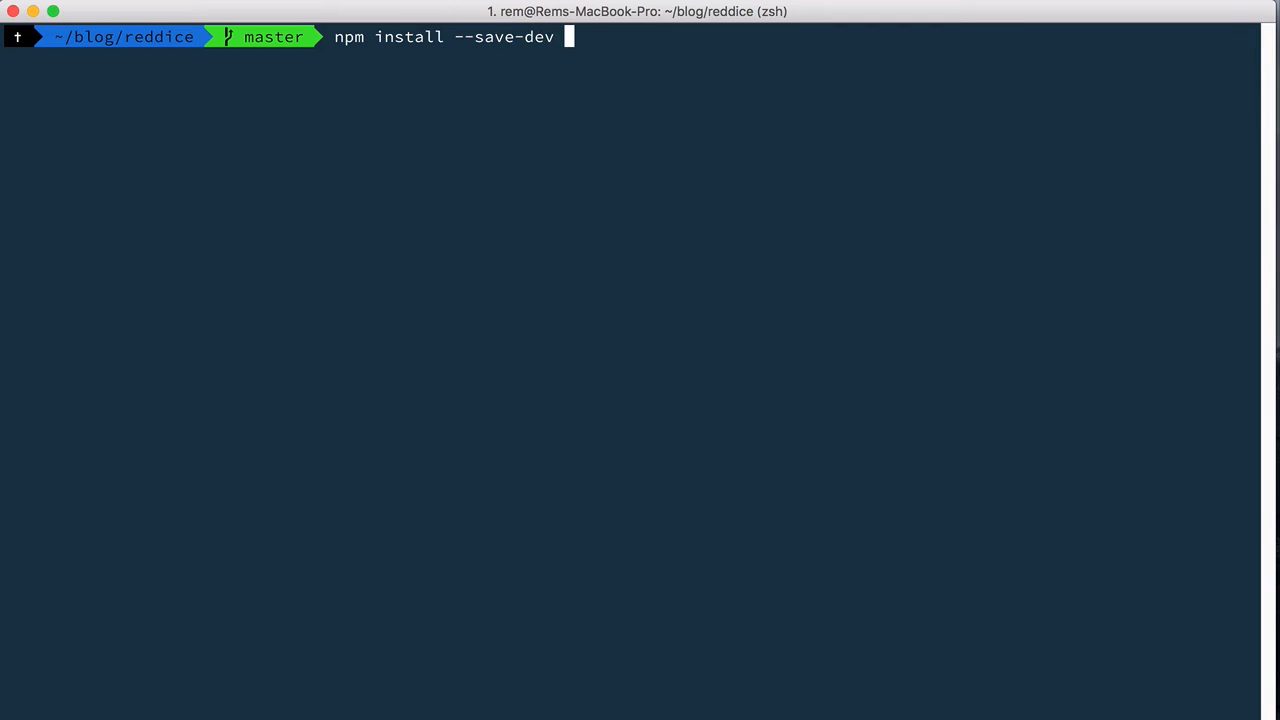 1. rem@Rems-MacBook-Pro: ~/blog/reddice (zsh)
✝ ~/blog/reddice master npm install --save-dev